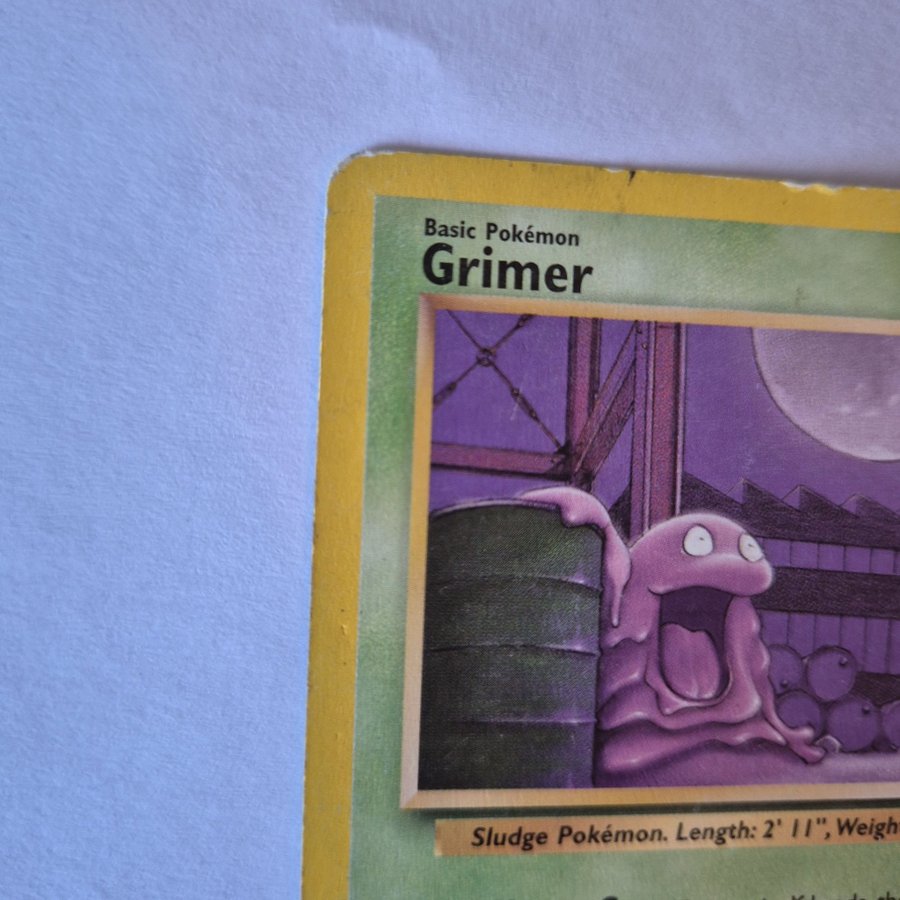 Basic Pokémon
Grimer
Sludge Pokémon. Length: 2' 11", Weigh